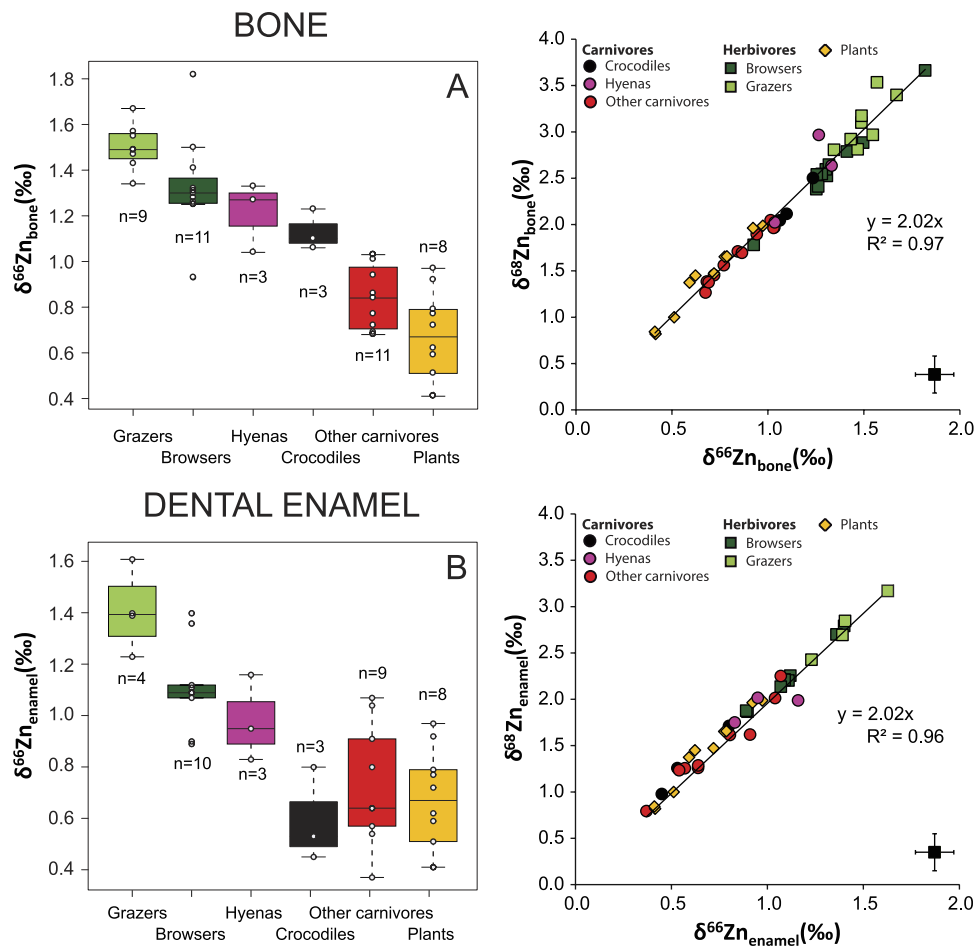 BONE
A
δ66Znbone(‰)
1.8
1.6
1.4
1.2
1.0
0.8
0.6
0.4
n=9
n=11
n=3
n=3
n=11
n=8
Grazers
Browsers
Hyenas
Crocodiles
Other carnivores
Plants
δ68Znbone(‰)
4.0
3.5
3.0
2.5
2.0
1.5
1.0
0.5
0.0
Carnivores
Crocodiles
Hyenas
Other carnivores
Herbivores
Browsers
Grazers
Plants
y = 2.02x
R² = 0.97
0.0 0.5 1.0 1.5 2.0
δ66Znbone(‰)
DENTAL ENAMEL
B
δ66Znenamel(‰)
1.6
1.4
1.2
1.0
0.8
0.6
0.4
n=4
n=10
n=3
n=3
n=9
n=8
Grazers
Browsers
Hyenas
Crocodiles
Other carnivores
Plants
δ68Znenamel(‰)
4.0
3.5
3.0
2.5
2.0
1.5
1.0
0.5
0.0
Carnivores
Crocodiles
Hyenas
Other carnivores
Herbivores
Browsers
Grazers
Plants
y = 2.02x
R² = 0.96
0.0 0.5 1.0 1.5 2.0
δ66Znenamel(‰)